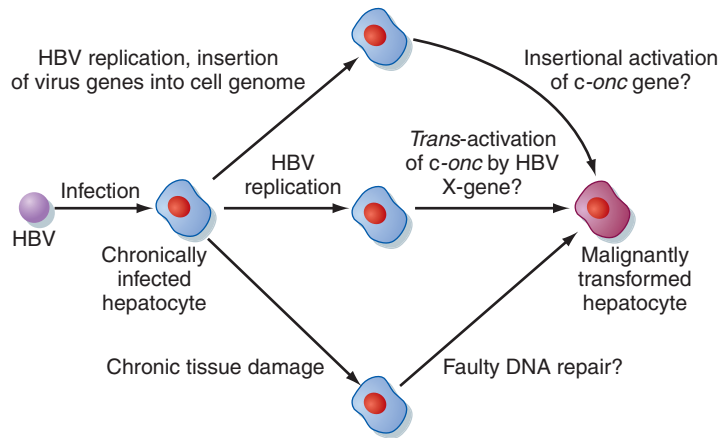 HBV replication, insertion
of virus genes into cell genome
Insertional activation
of c-onc gene?
Infection
HBV
HBV
replication
Trans-activation
of c-onc by HBV
X-gene?
Chronically
infected
hepatocyte
Malignantly
transformed
hepatocyte
Chronic tissue damage
Faulty DNA repair?